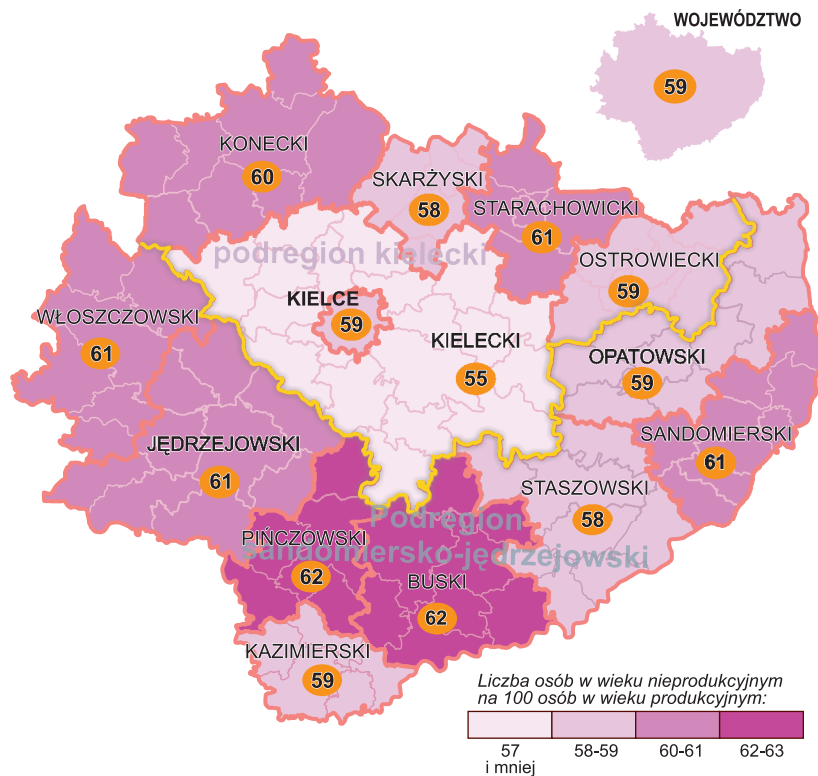 WOJEWÓDZTWO
59
KONECKI
60
SKARŻYSKI
58
STARACHOWICKI
61
podregion kielecki
OSTROWIECKI
59
KIELCE
59
WŁOSZCZOWSKI
61
KIELECKI
55
OPATOWSKI
59
JĘDRZEJOWSKI
61
SANDOMIERSKI
61
STASZOWSKI
58
Podregion
sandomiersko-jędrzejowski
PIŃCZOWSKI
62
BUSKI
62
KAZIMIERSKI
59
Liczba osób w wieku nieprodukcyjnym
na 100 osób w wieku produkcyjnym:
57 58-59 60-61 62-63
i mniej